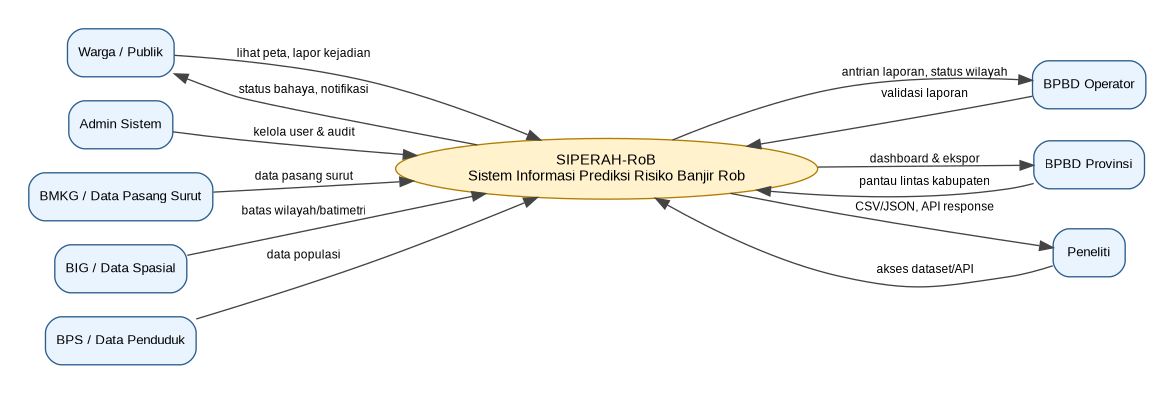 Warga / Publik
Admin Sistem
BMKG / Data Pasang Surut
BIG / Data Spasial
BPS / Data Penduduk
lihat peta, lapor kejadian
status bahaya, notifikasi
kelola user & audit
data pasang surut
batas wilayah/batimetri
data populasi
SIPERAH-RoB
Sistem Informasi Prediksi Risiko Banjir Rob
antrian laporan, status wilayah
validasi laporan
dashboard & ekspor
pantau lintas kabupaten
CSV/JSON, API response
akses dataset/API
BPBD Operator
BPBD Provinsi
Peneliti